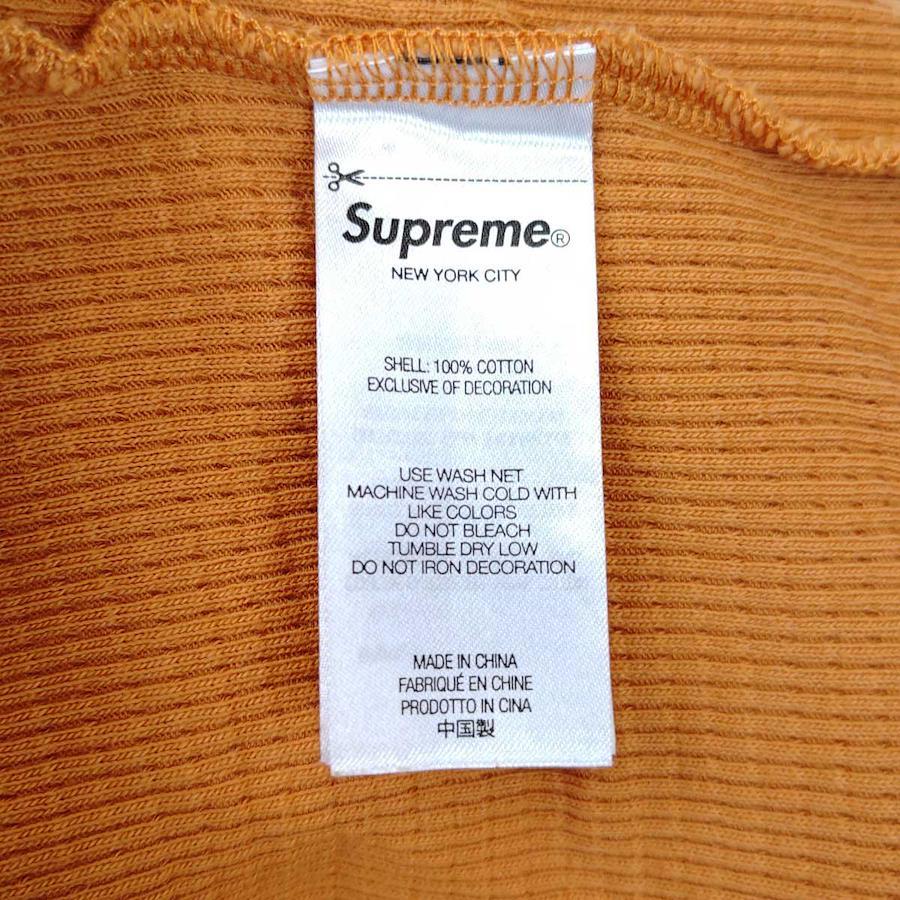 Supreme®
NEW YORK CITY
SHELL: 100% COTTON
EXCLUSIVE OF DECORATION
USE WASH NET
MACHINE WASH COLD WITH
LIKE COLORS
DO NOT BLEACH
TUMBLE DRY LOW
DO NOT IRON DECORATION
MADE IN CHINA
FABRIQUÉ EN CHINE
PRODOTTO IN CINA
中国製